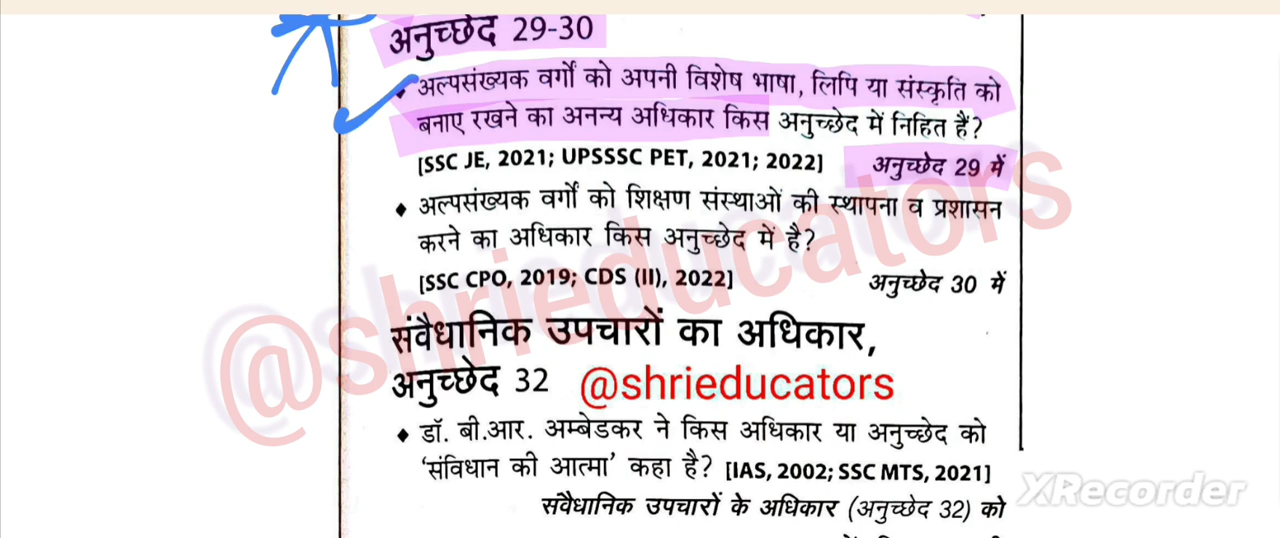 अनुच्छेद 29-30
अल्पसंख्यक वर्गों को अपनी विशेष भाषा, लिपि या संस्कृति को
बनाए रखने का अनन्य अधिकार किस अनुच्छेद में निहित है?
[SSC JE, 2021; UPSSSC PET, 2021; 2022] अनुच्छेद 29 में
♦ अल्पसंख्यक वर्गों को शिक्षण संस्थाओं की स्थापना व प्रशासन
करने का अधिकार किस अनुच्छेद में है?
[SSC CPO, 2019; CDS (II), 2022] अनुच्छेद 30 में
@shrieducators
संवैधानिक उपचारों का अधिकार,
अनुच्छेद 32 @shrieducators
♦ डॉ. बी.आर. अम्बेडकर ने किस अधिकार या अनुच्छेद को
'संविधान की आत्मा' कहा है? [IAS, 2002; SSC MTS, 2021]
XRecorder
संवैधानिक उपचारों के अधिकार (अनुच्छेद 32) को